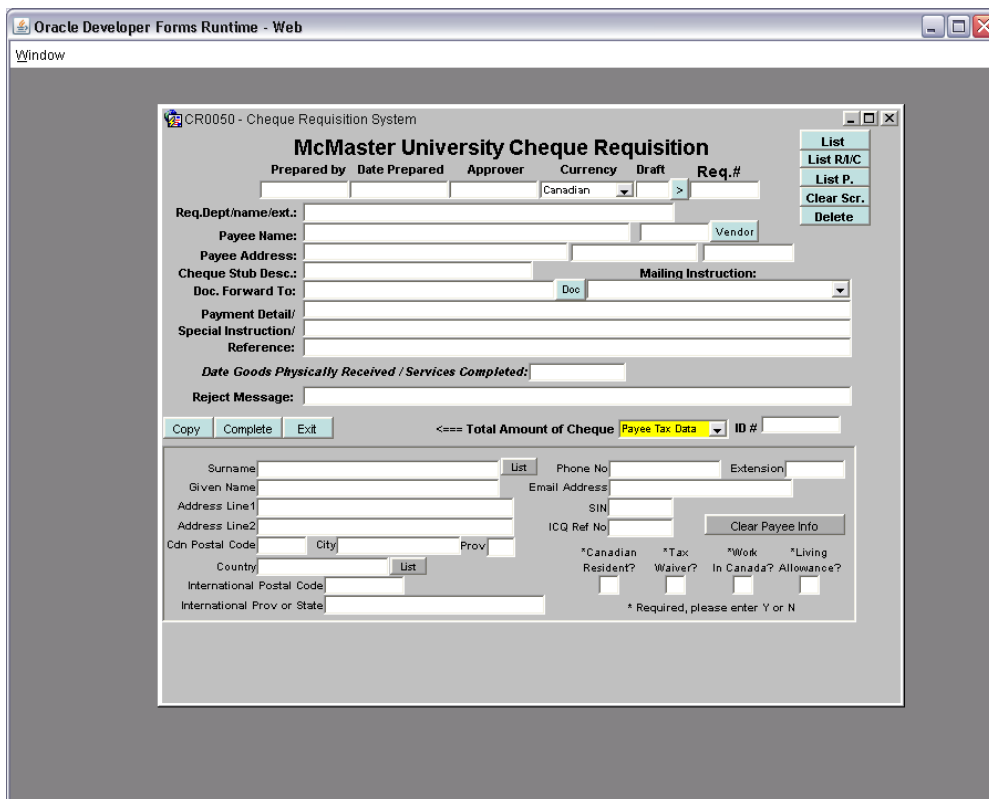 Oracle Developer Forms Runtime - Web
Window
CR0050 - Cheque Requisition System
McMaster University Cheque Requisition
List
List R/I/C
List P.
Clear Scr.
Delete
Prepared by Date Prepared Approver Currency Draft Req.#
Canadian >
Req.Dept/name/ext.:
Payee Name: Vendor
Payee Address:
Cheque Stub Desc.: Mailing Instruction:
Doc. Forward To: Doc
Payment Detail/
Special Instruction/
Reference:
Date Goods Physically Received / Services Completed:
Reject Message:
Copy Complete Exit <=== Total Amount of Cheque Payee Tax Data ID #
Surname List Phone No Extension
Given Name Email Address
Address Line1 SIN
Address Line2 ICQ Ref No Clear Payee Info
Cdn Postal Code City Prov
*Canadian *Tax *Work *Living
Country List Resident? Waiver? In Canada? Allowance?
International Postal Code
International Prov or State * Required, please enter Y or N